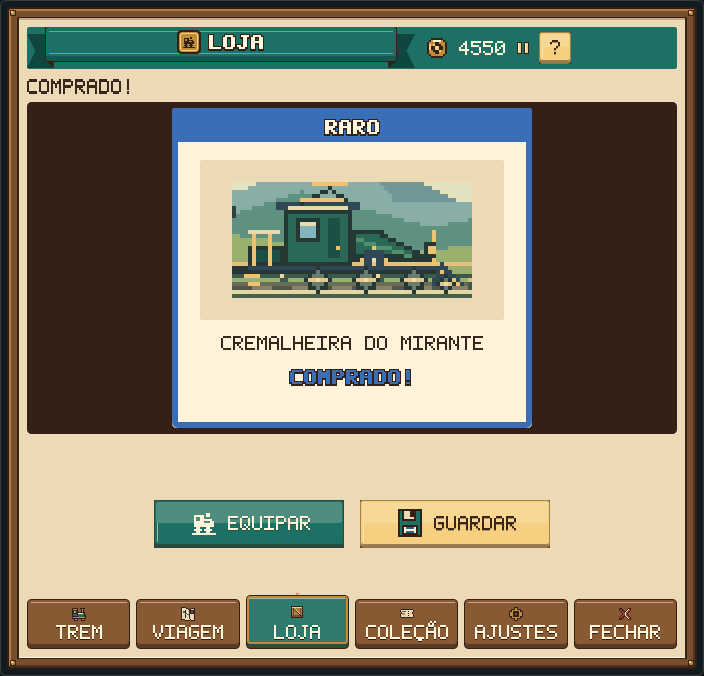 LOJA
4550
?
COMPRADO!
RARO
CREMALHEIRA DO MIRANTE
COMPRADO!
EQUIPAR
GUARDAR
TREM
VIAGEM
LOJA
COLEÇÃO
AJUSTES
FECHAR